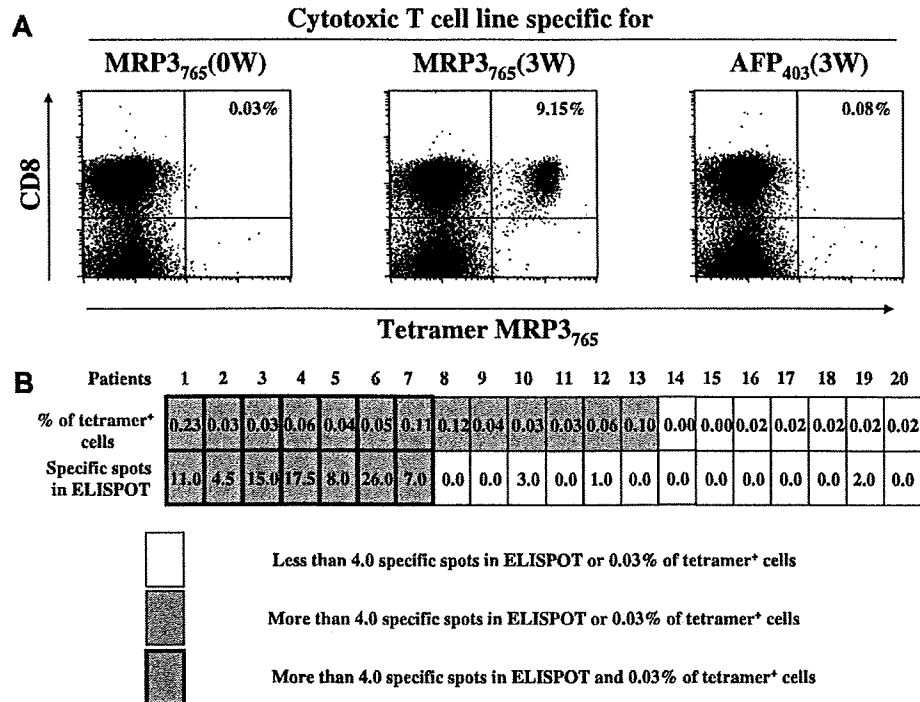 A
Cytotoxic T cell line specific for
MRP3₇₆₅(0W) MRP3₇₆₅(3W) AFP₄₀₃(3W)
0.03% 9.15% 0.08%
CD8
Tetramer MRP3₇₆₅
B
Patients 1 2 3 4 5 6 7 8 9 10 11 12 13 14 15 16 17 18 19 20
% of tetramer⁺ cells 0.23 0.03 0.03 0.06 0.04 0.05 0.11 0.12 0.04 0.03 0.03 0.06 0.10 0.00 0.00 0.02 0.02 0.02 0.02 0.02
Specific spots in ELISPOT 11.0 4.5 15.0 17.5 8.0 26.0 7.0 0.0 0.0 3.0 0.0 1.0 0.0 0.0 0.0 0.0 0.0 0.0 2.0 0.0
Less than 4.0 specific spots in ELISPOT or 0.03% of tetramer⁺ cells
More than 4.0 specific spots in ELISPOT or 0.03% of tetramer⁺ cells
More than 4.0 specific spots in ELISPOT and 0.03% of tetramer⁺ cells